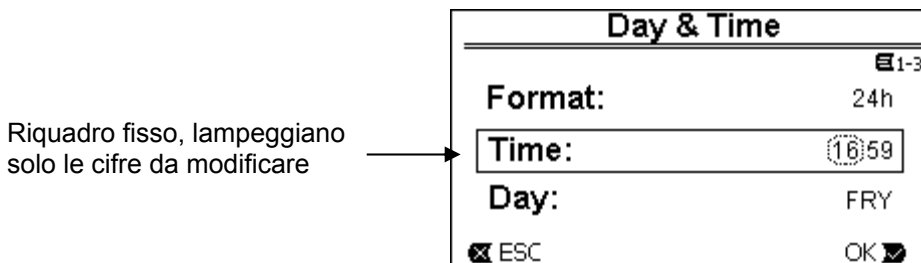 Day & Time
1-3
Format: 24h
Riquadro fisso, lampeggiano
solo le cifre da modificare
Time: 16 59
Day: FRY
ESC OK